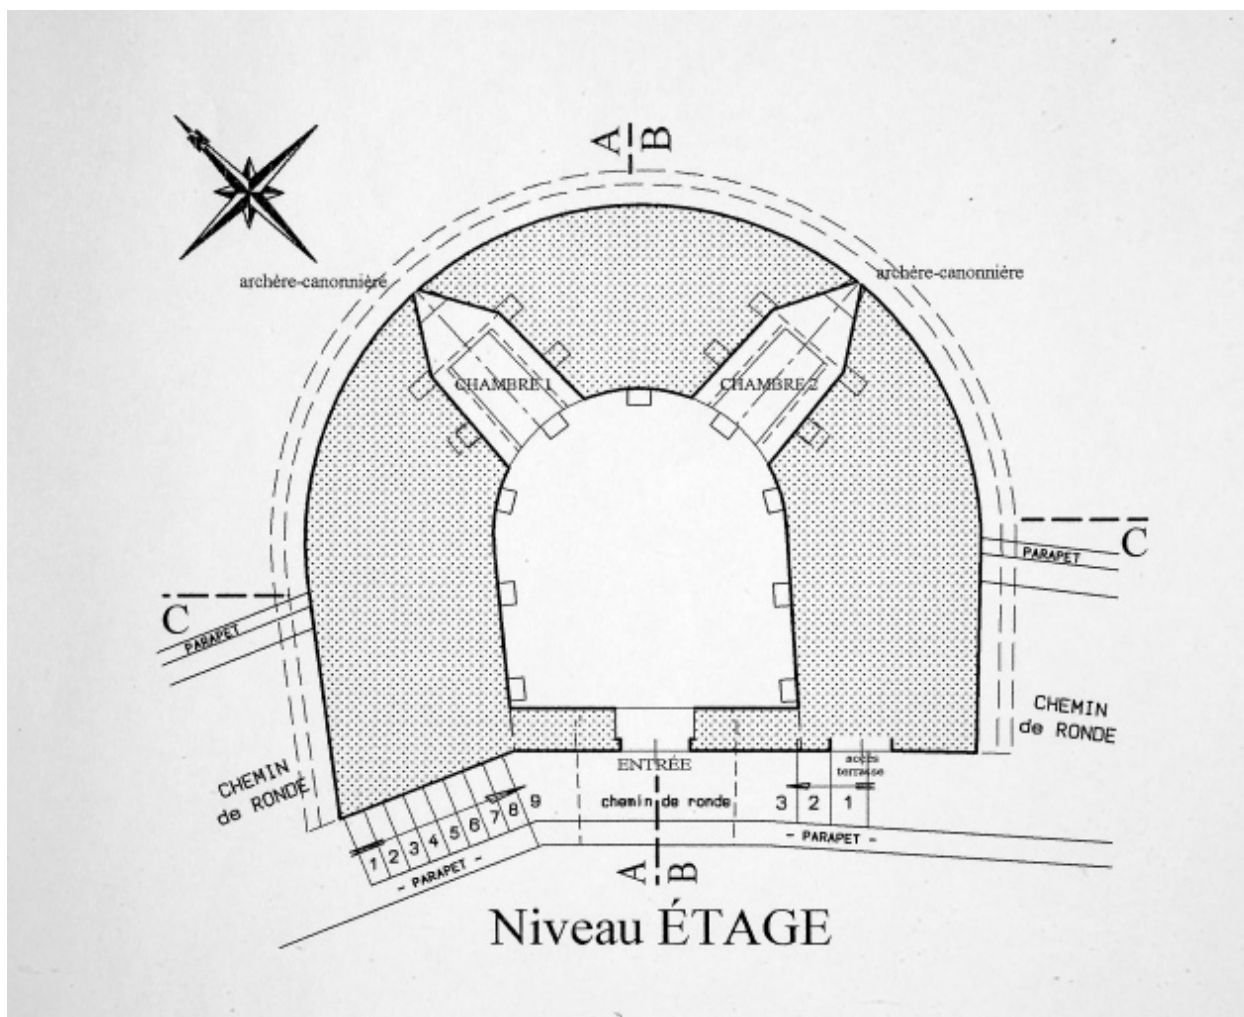 A
B
archère-canonnière
archère-canonnière
CHAMBRE 1
CHAMBRE 2
C
PARAPET
C
PARAPET
CHEMIN
de RONDE
CHEMIN
de RONDE
ENTRÉE
accès
terrasse
1 2 3 4 5 6 7 8 9
chemin de ronde
3 2 1
- PARAPET -
- PARAPET -
A
B
Niveau ÉTAGE